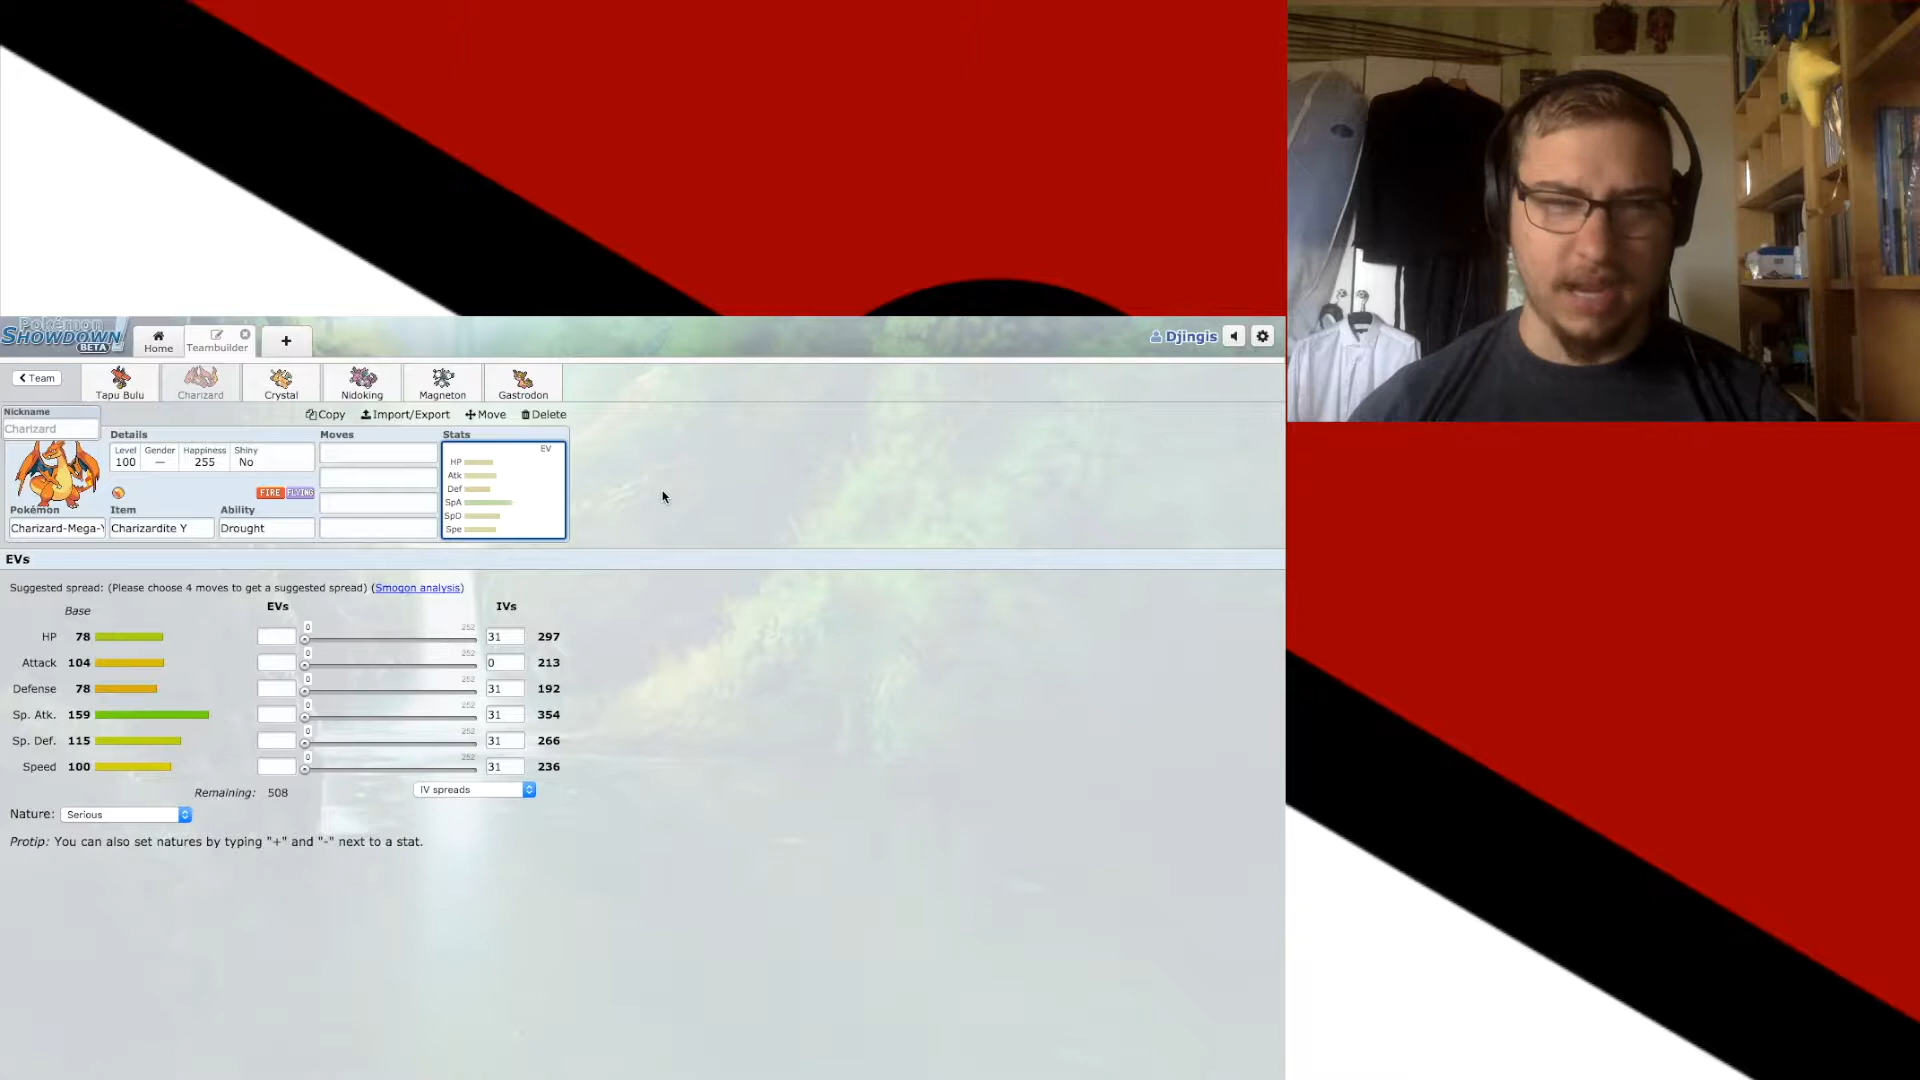 Pokémon
SHOWDOWN
BETA
Home
Teambuilder
+
Djingis
Team
Tapu Bulu
Charizard
Crystal
Nidoking
Magneton
Gastrodon
Nickname
Charizard
Copy
Import/Export
Move
Delete
Details
Moves
Stats
Level
Gender
Happiness
Shiny
100
—
255
No
EV
HP
Atk
Def
SpA
SpD
Spe
FIRE
FLYING
Pokémon
Item
Ability
Charizard-Mega-Y
Charizardite Y
Drought
EVs
Suggested spread: (Please choose 4 moves to get a suggested spread) (Smogon analysis)
Base
EVs
IVs
HP 78 0 252 31 297
Attack 104 0 252 0 213
Defense 78 0 252 31 192
Sp. Atk. 159 0 252 31 354
Sp. Def. 115 0 252 31 266
Speed 100 0 252 31 236
Remaining: 508
IV spreads
Nature: Serious
Protip: You can also set natures by typing "+" and "-" next to a stat.